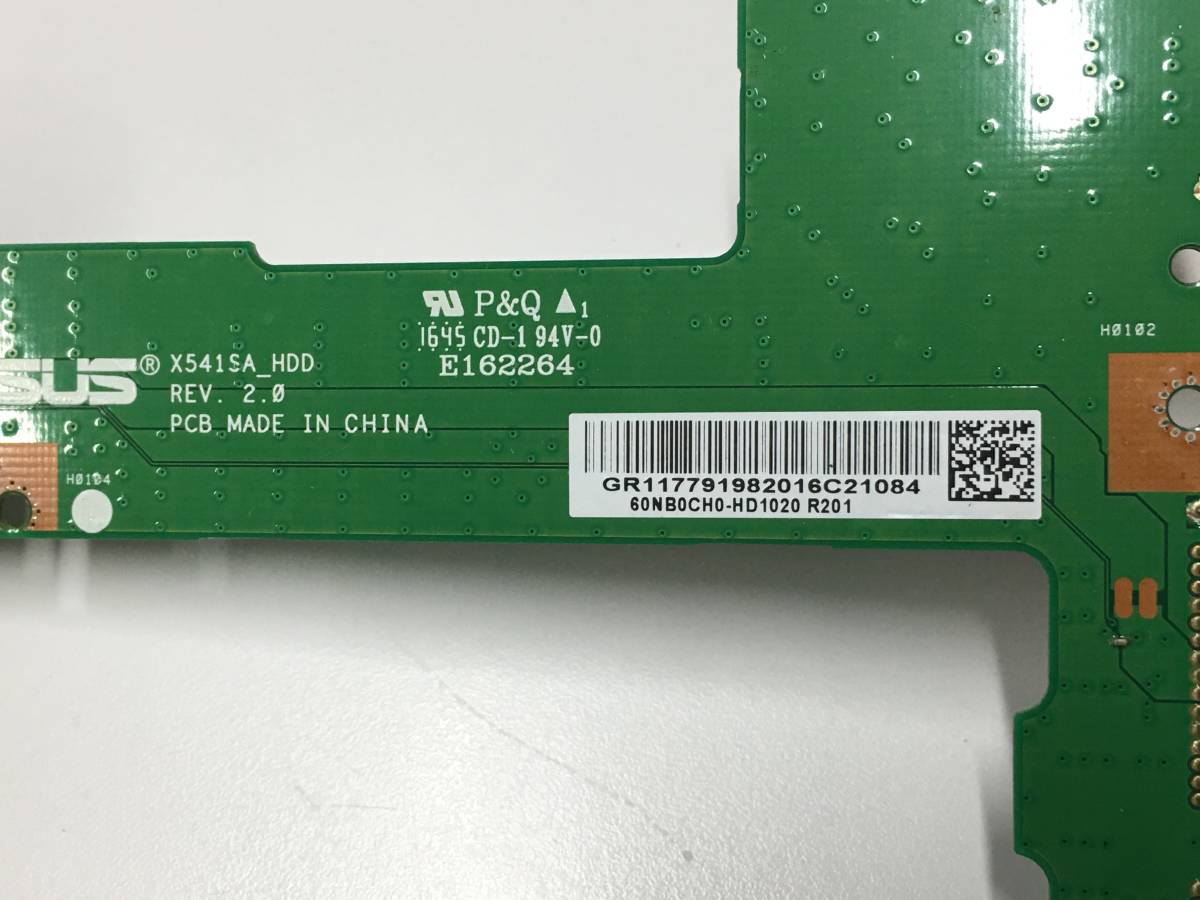 P&Q 1
1645 CD-1 94V-0
E162264
SUS® X541SA_HDD
REV. 2.0
PCB MADE IN CHINA
H0102
H0104
GR117791982016C21084
60NB0CH0-HD1020 R201